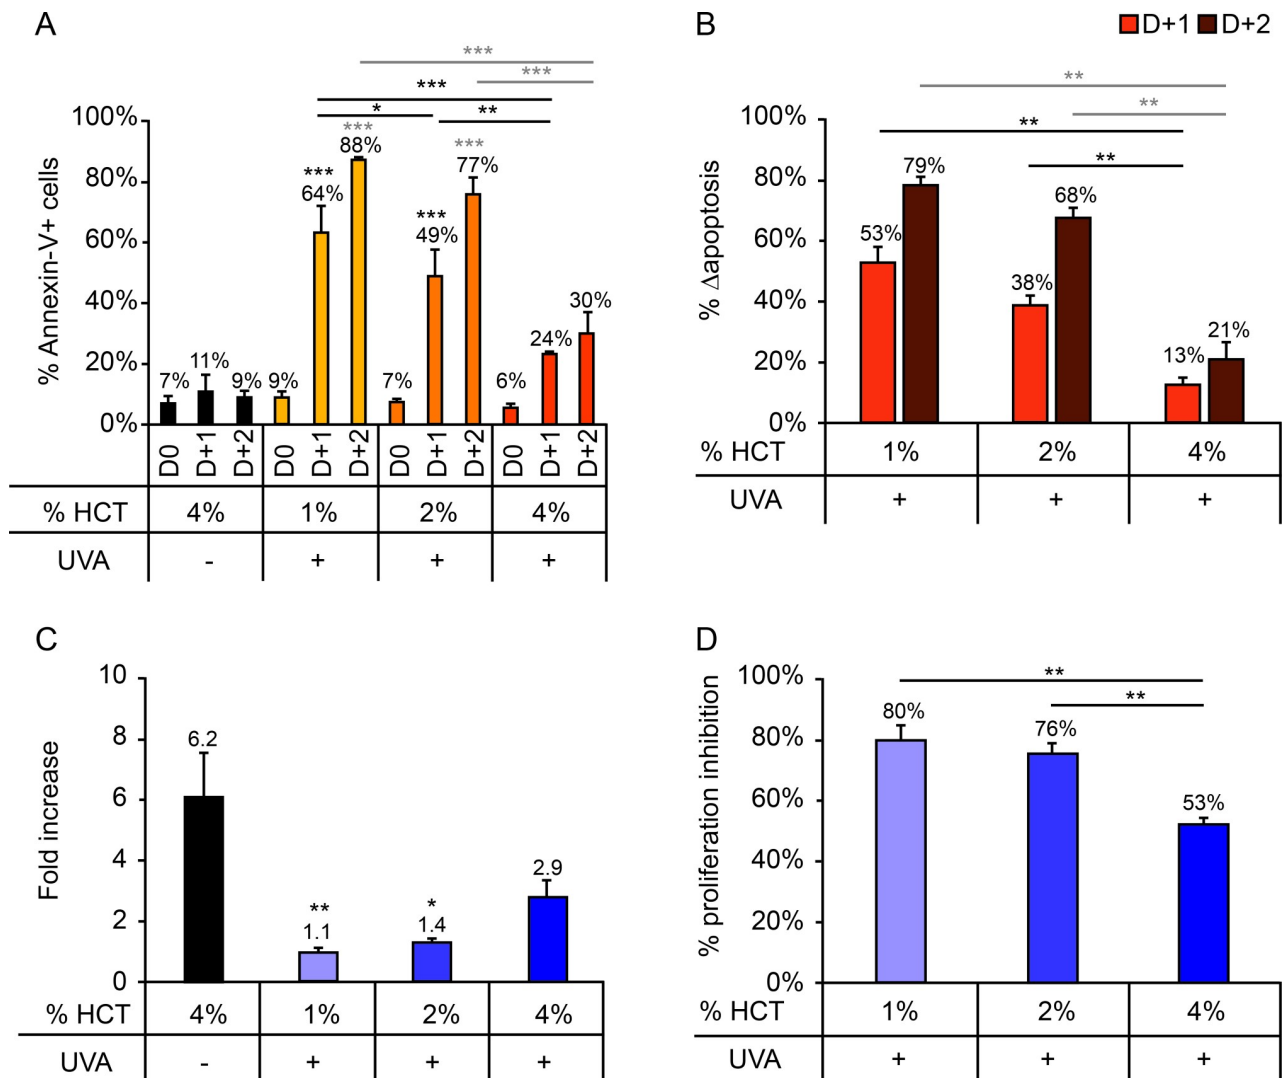 A
***
***
***
*
**
***
***
***
***
% Annexin-V+ cells
100%
80%
60%
40%
20%
0%
7%
11%
9%
9%
64%
88%
7%
49%
77%
6%
24%
30%
D0
D+1
D+2
D0
D+1
D+2
D0
D+1
D+2
D0
D+1
D+2
% HCT 4% 1% 2% 4%
UVA - + + +
B
D+1 D+2
**
**
**
**
% Δapoptosis
100%
80%
60%
40%
20%
0%
53%
79%
38%
68%
13%
21%
% HCT 1% 2% 4%
UVA + + +
C
Fold increase
10
8
6
4
2
0
6.2
**
1.1
*
1.4
2.9
% HCT 4% 1% 2% 4%
UVA - + + +
D
% proliferation inhibition
100%
80%
60%
40%
20%
0%
**
**
80%
76%
53%
% HCT 1% 2% 4%
UVA + + +